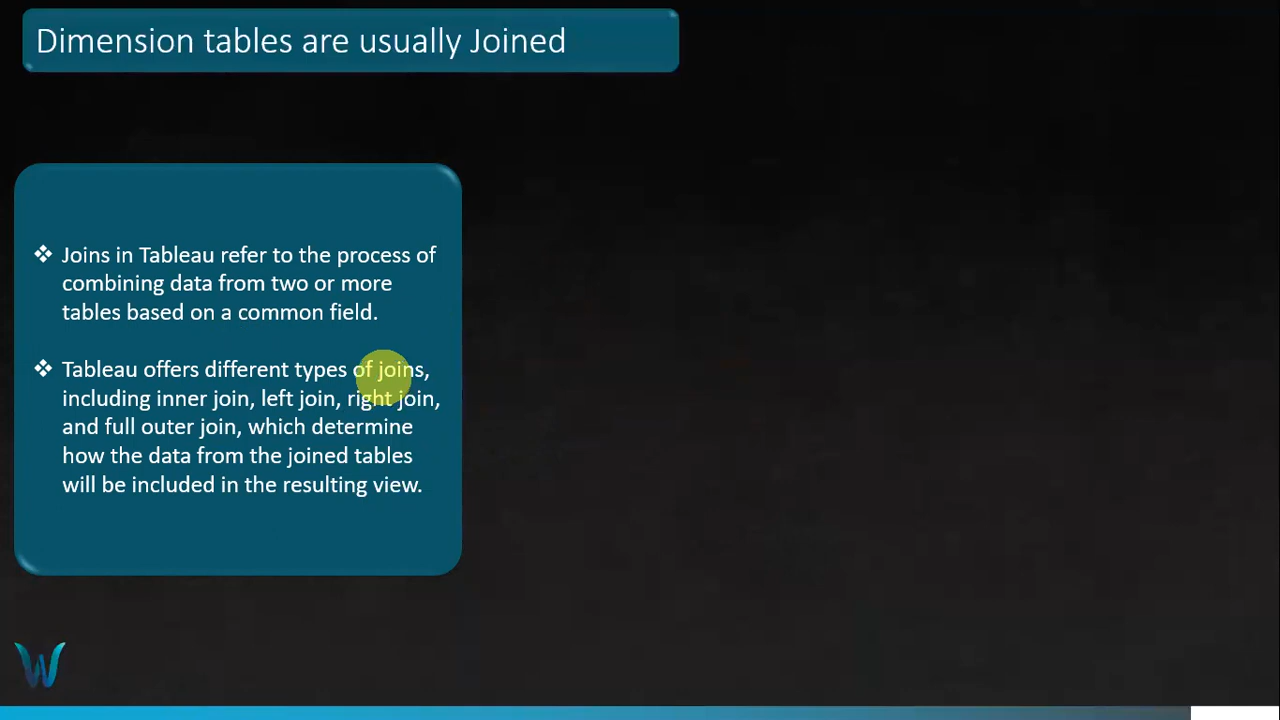 Dimension tables are usually Joined
❖ Joins in Tableau refer to the process of
combining data from two or more
tables based on a common field.
❖ Tableau offers different types of joins,
including inner join, left join, right join,
and full outer join, which determine
how the data from the joined tables
will be included in the resulting view.
W